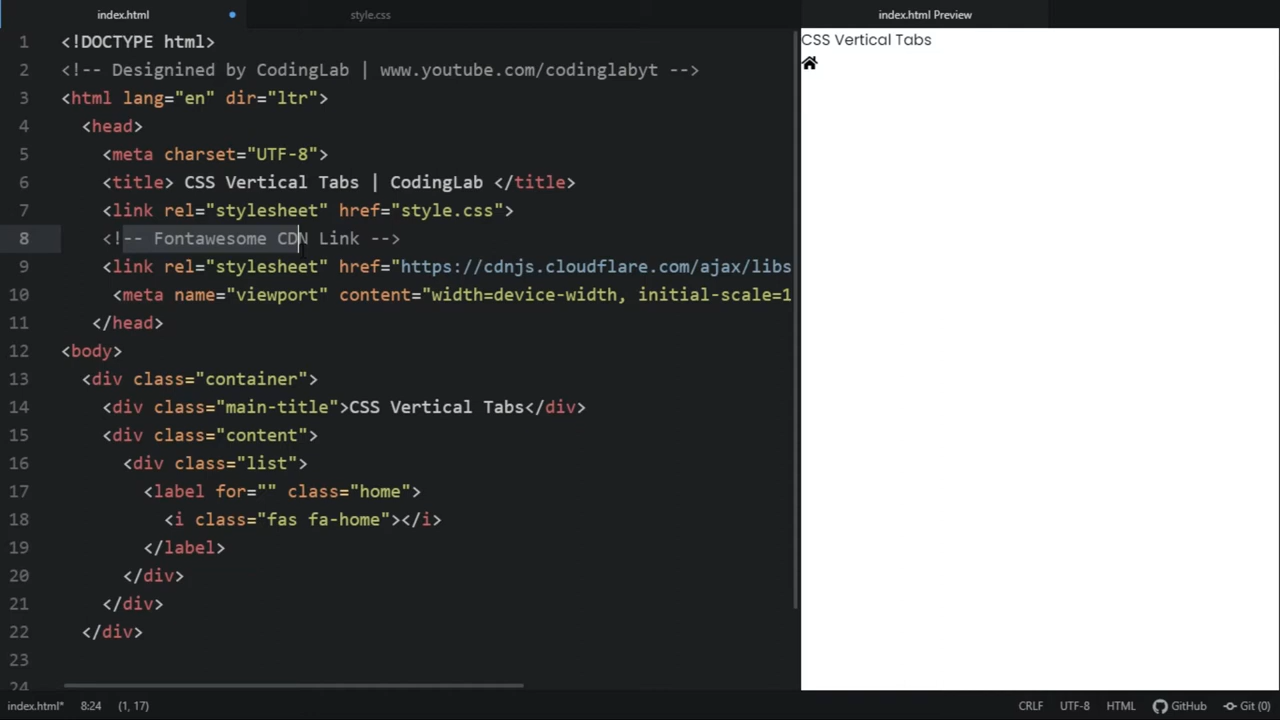 index.html
style.css
index.html Preview
1 <!DOCTYPE html>
2 <!-- Designined by CodingLab | www.youtube.com/codinglabyt -->
3 <html lang="en" dir="ltr">
4 <head>
5 <meta charset="UTF-8">
6 <title> CSS Vertical Tabs | CodingLab </title>
7 <link rel="stylesheet" href="style.css">
8 <!-- Fontawesome CDN Link -->
9 <link rel="stylesheet" href="https://cdnjs.cloudflare.com/ajax/libs
10 <meta name="viewport" content="width=device-width, initial-scale=1
11 </head>
12 <body>
13 <div class="container">
14 <div class="main-title">CSS Vertical Tabs</div>
15 <div class="content">
16 <div class="list">
17 <label for="" class="home">
18 <i class="fas fa-home"></i>
19 </label>
20 </div>
21 </div>
22 </div>
23
24
CSS Vertical Tabs
index.html* 8:24 (1, 17)
CRLF UTF-8 HTML GitHub Git (0)